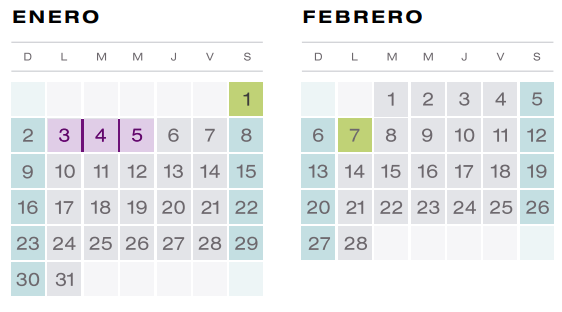 ENERO
D L M M J V S
1
2 3 4 5 6 7 8
9 10 11 12 13 14 15
16 17 18 19 20 21 22
23 24 25 26 27 28 29
30 31
FEBRERO
D L M M J V S
1 2 3 4 5
6 7 8 9 10 11 12
13 14 15 16 17 18 19
20 21 22 23 24 25 26
27 28